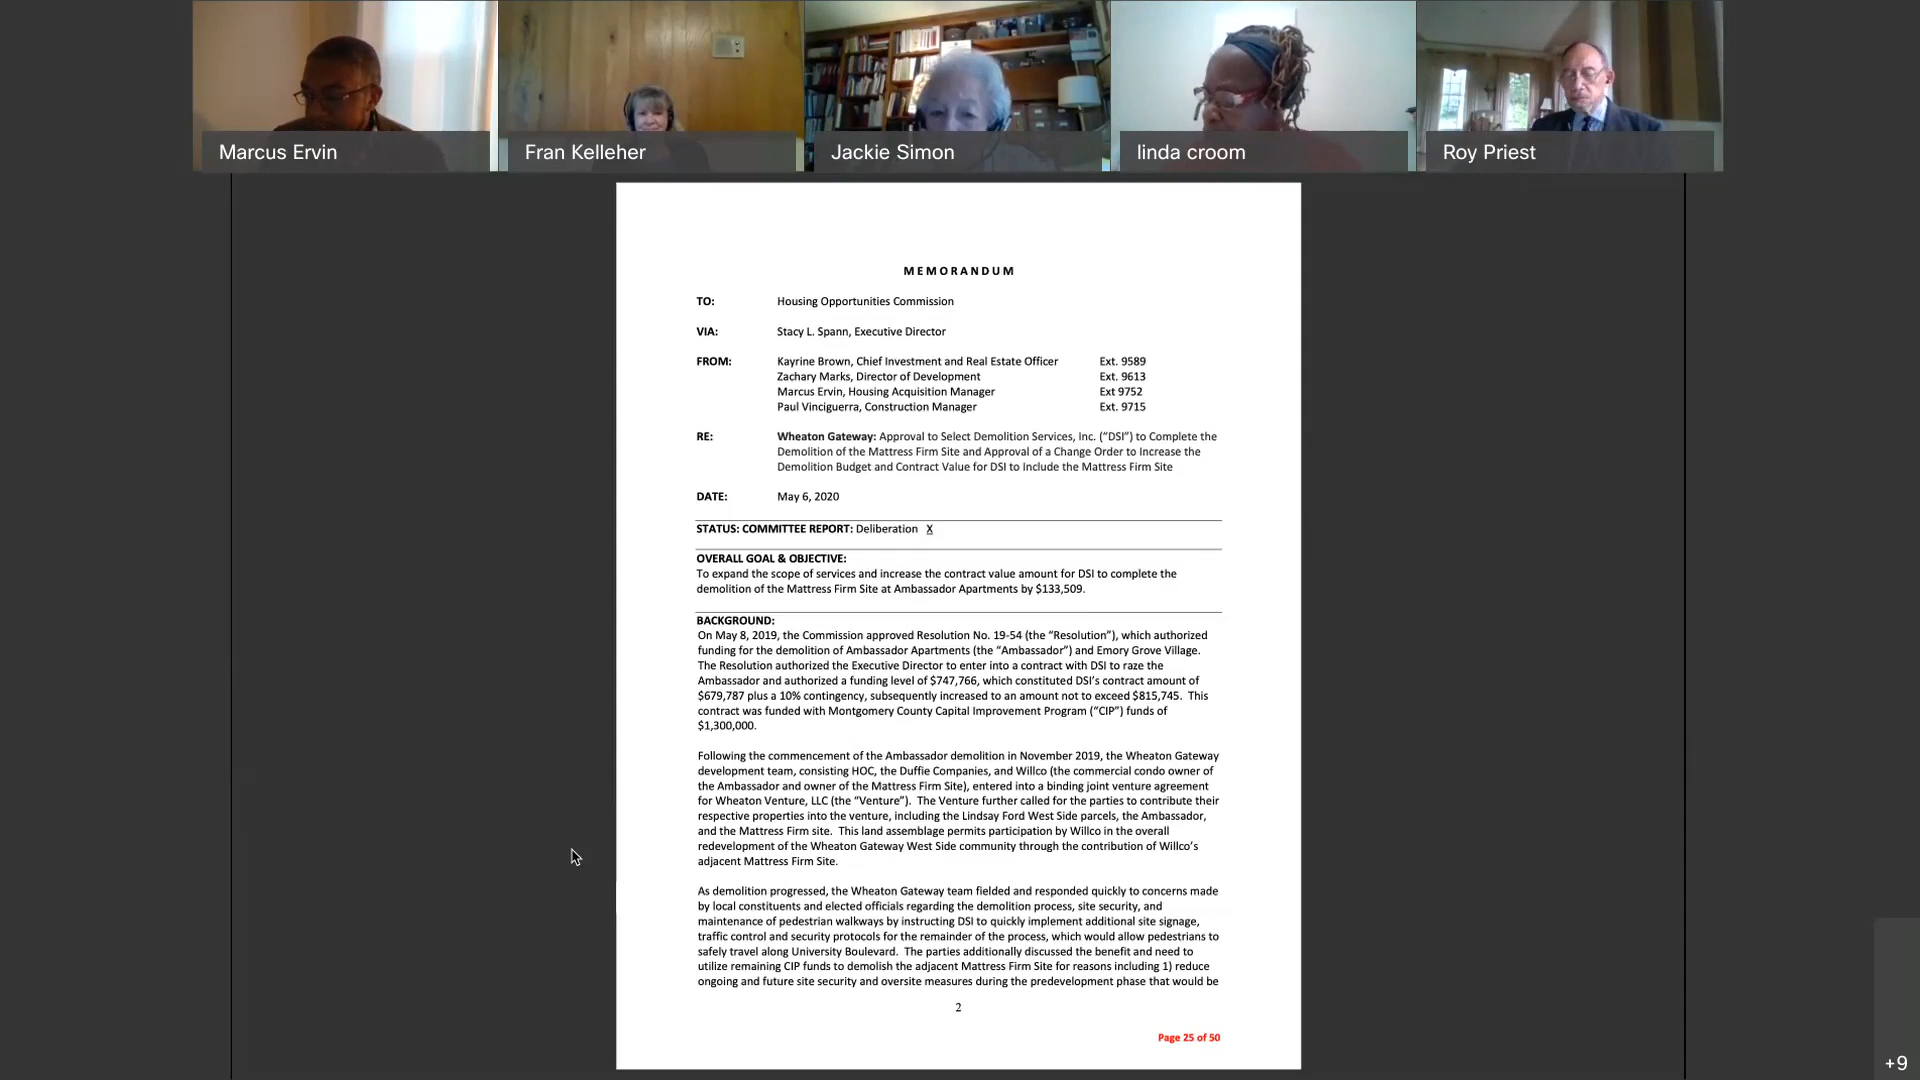 Marcus Ervin
Fran Kelleher
Jackie Simon
linda croom
Roy Priest
MEMORANDUM
TO: Housing Opportunities Commission
VIA: Stacy L. Spann, Executive Director
FROM: Kayrine Brown, Chief Investment and Real Estate Officer Ext. 9589
Zachary Marks, Director of Development Ext. 9613
Marcus Ervin, Housing Acquisition Manager Ext 9752
Paul Vinciguerra, Construction Manager Ext. 9715
RE: Wheaton Gateway: Approval to Select Demolition Services, Inc. (“DSI”) to Complete the
Demolition of the Mattress Firm Site and Approval of a Change Order to Increase the
Demolition Budget and Contract Value for DSI to Include the Mattress Firm Site
DATE: May 6, 2020
STATUS: COMMITTEE REPORT: Deliberation X
OVERALL GOAL & OBJECTIVE:
To expand the scope of services and increase the contract value amount for DSI to complete the
demolition of the Mattress Firm Site at Ambassador Apartments by $133,509.
BACKGROUND:
On May 8, 2019, the Commission approved Resolution No. 19-54 (the “Resolution”), which authorized
funding for the demolition of Ambassador Apartments (the “Ambassador”) and Emory Grove Village.
The Resolution authorized the Executive Director to enter into a contract with DSI to raze the
Ambassador and authorized a funding level of $747,766, which constituted DSI’s contract amount of
$679,787 plus a 10% contingency, subsequently increased to an amount not to exceed $815,745. This
contract was funded with Montgomery County Capital Improvement Program (“CIP”) funds of
$1,300,000.
Following the commencement of the Ambassador demolition in November 2019, the Wheaton Gateway
development team, consisting HOC, the Duffie Companies, and Willco (the commercial condo owner of
the Ambassador and owner of the Mattress Firm Site), entered into a binding joint venture agreement
for Wheaton Venture, LLC (the “Venture”). The Venture further called for the parties to contribute their
respective properties into the venture, including the Lindsay Ford West Side parcels, the Ambassador,
and the Mattress Firm site. This land assemblage permits participation by Willco in the overall
redevelopment of the Wheaton Gateway West Side community through the contribution of Willco’s
adjacent Mattress Firm Site.
As demolition progressed, the Wheaton Gateway team fielded and responded quickly to concerns made
by local constituents and elected officials regarding the demolition process, site security, and
maintenance of pedestrian walkways by instructing DSI to quickly implement additional site signage,
traffic control and security protocols for the remainder of the process, which would allow pedestrians to
safely travel along University Boulevard. The parties additionally discussed the benefit and need to
utilize remaining CIP funds to demolish the adjacent Mattress Firm Site for reasons including 1) reduce
ongoing and future site security and oversite measures during the predevelopment phase that would be
2
Page 25 of 50
+9